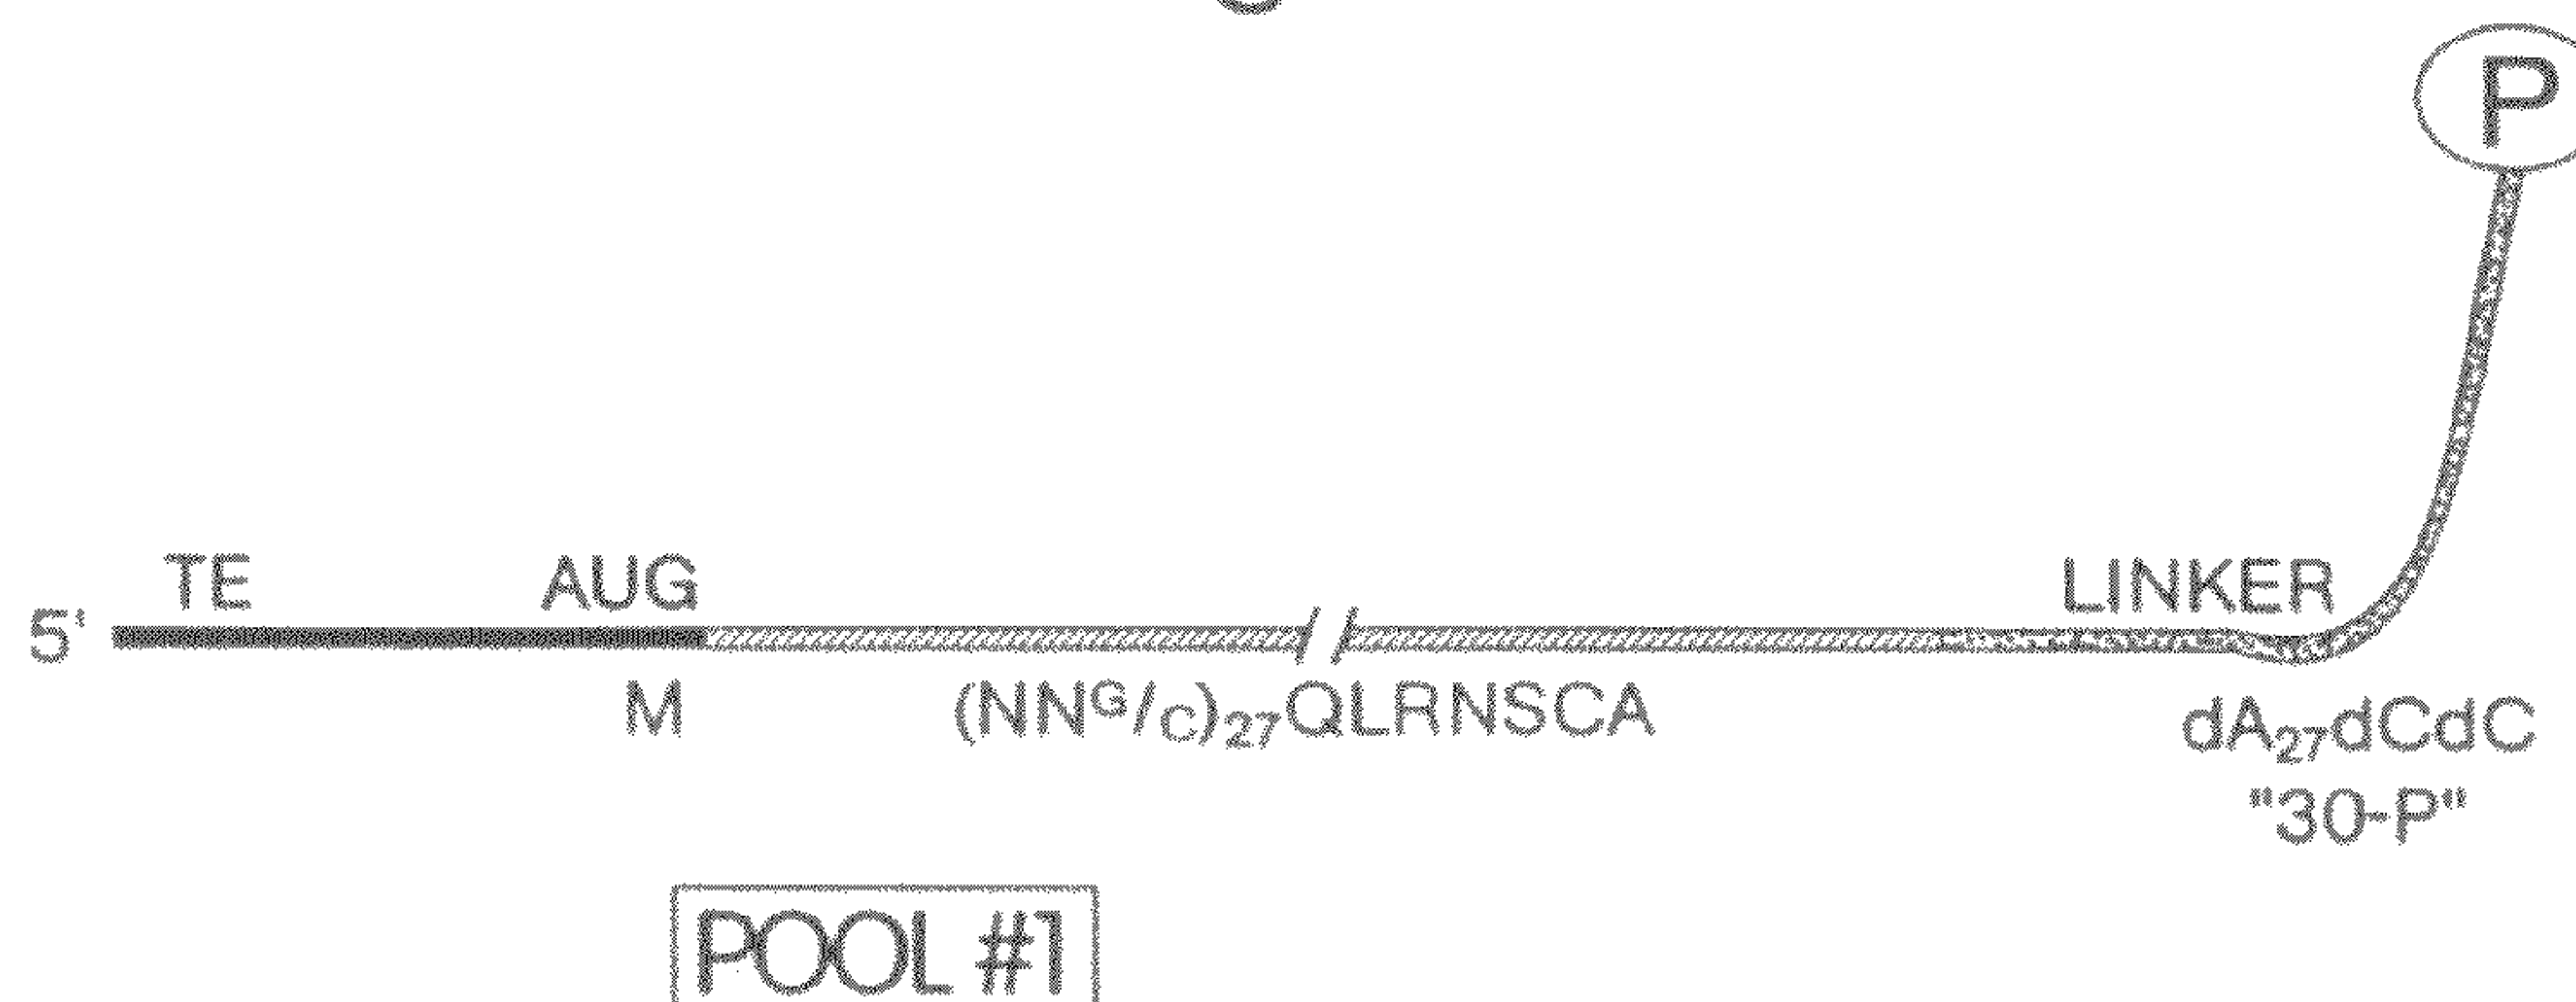 P
TE AUG LINKER
5'
M (NNG/C)27QLRNSCA dA27dCdC
"30-P"
POOL #1